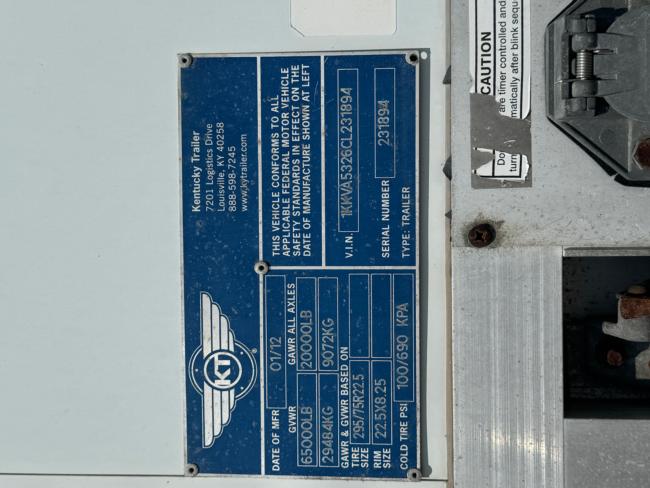 KT
Kentucky Trailer
7201 Logistics Drive
Louisville, KY 40258
888-598-7245
www.kytrailer.com
DATE OF MFR 01/12
GVWR GAWR ALL AXLES
65000LB 20000LB
29484KG 9072KG
GAWR & GVWR BASED ON
TIRE SIZE 295/75R22.5
RIM SIZE 22.5X8.25
COLD TIRE PSI 100/690 KPA
THIS VEHICLE CONFORMS TO ALL
APPLICABLE FEDERAL MOTOR VEHICLE
SAFETY STANDARDS IN EFFECT ON THE
DATE OF MANUFACTURE SHOWN AT LEFT
V.I.N. 1KKVA5326CL231894
SERIAL NUMBER 231894
TYPE: TRAILER
CAUTION
are timer controlled and
matically after blink sequ
Do
turn